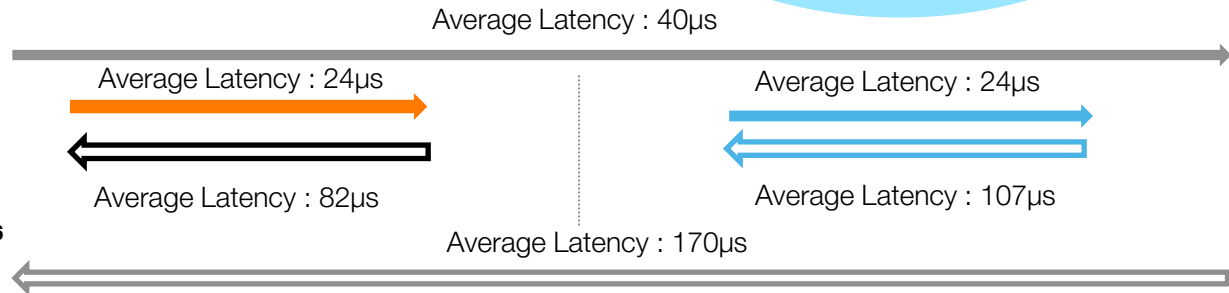 Average Latency : 40µs
Average Latency : 24µs
Average Latency : 24µs
Average Latency : 82µs
Average Latency : 107µs
s
Average Latency : 170µs